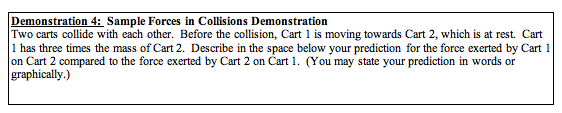 Demonstration 4: Sample Forces in Collisions Demonstration
Two carts collide with each other. Before the collision, Cart 1 is moving towards Cart 2, which is at rest. Cart
1 has three times the mass of Cart 2. Describe in the space below your prediction for the force exerted by Cart 1
on Cart 2 compared to the force exerted by Cart 2 on Cart 1. (You may state your prediction in words or
graphically.)